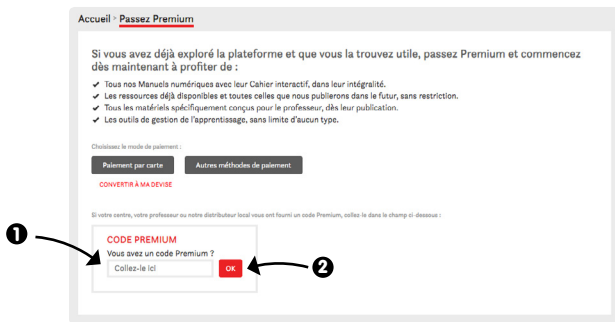 Accueil > Passez Premium
Si vous avez déjà exploré la plateforme et que vous la trouvez utile, passez Premium et commencez
dès maintenant à profiter de :
✓ Tous nos Manuels numériques avec leur Cahier interactif, dans leur intégralité.
✓ Les ressources déjà disponibles et toutes celles que nous publierons dans le futur, sans restriction.
✓ Tous les matériels spécifiquement conçus pour le professeur, dès leur publication.
✓ Les outils de gestion de l'apprentissage, sans limite d'aucun type.
Choisissez le mode de paiement :
Paiement par carte Autres méthodes de paiement
CONVERTIR À MA DEVISE
Si votre centre, votre professeur ou notre distributeur local vous ont fourni un code Premium, collez-le dans le champ ci-dessous :
CODE PREMIUM
Vous avez un code Premium ?
1 Collez-le ici OK 2